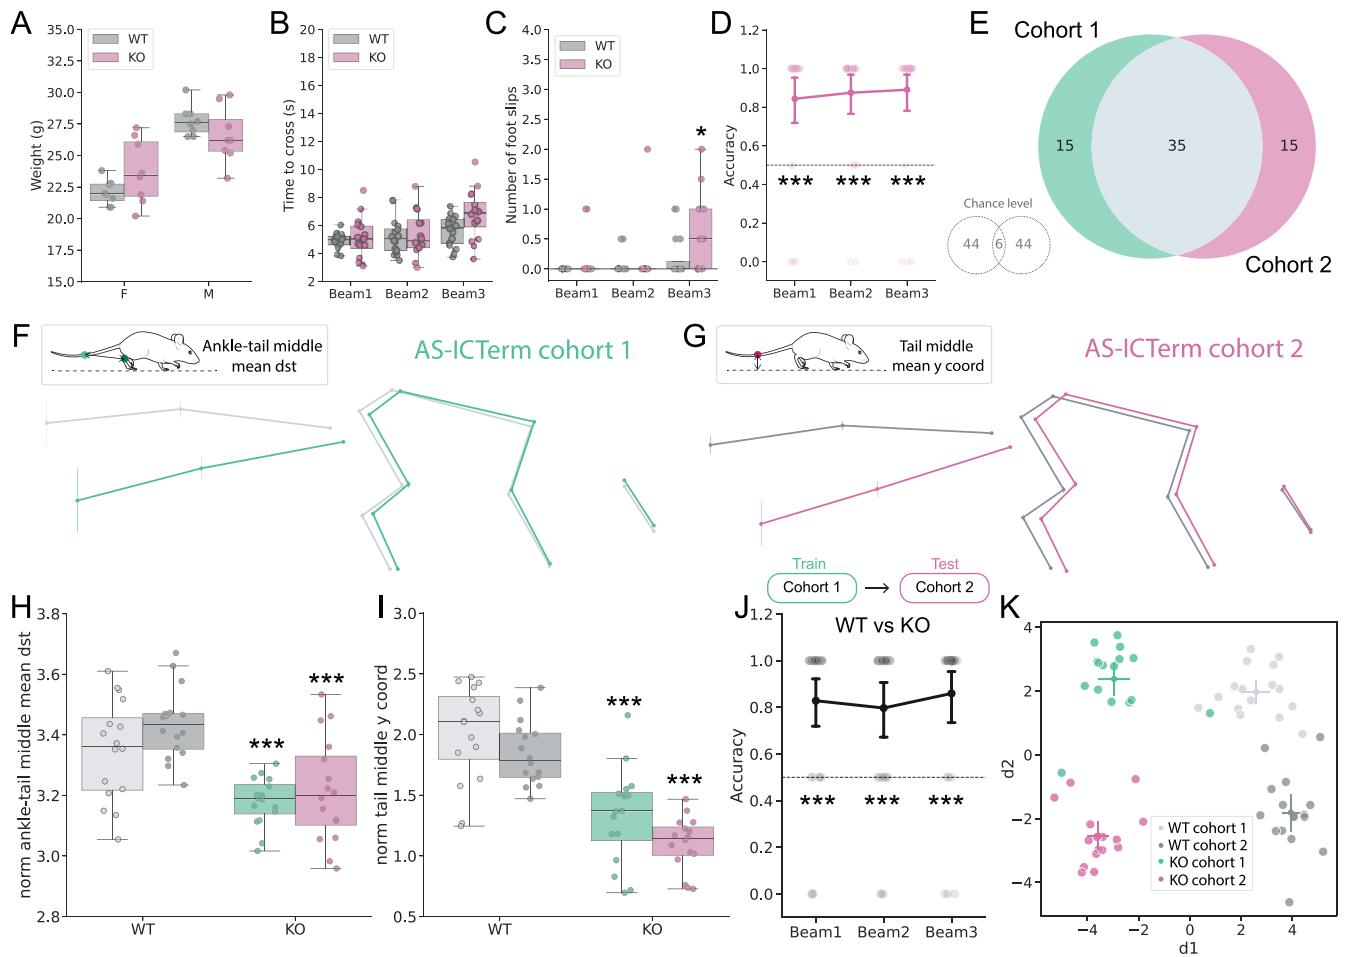 A
35.0
32.5
30.0
27.5
25.0
22.5
20.0
17.5
15.0
Weight (g)
WT
KO
F
M
B
20
18
16
14
12
10
8
6
4
2
Time to cross (s)
WT
KO
Beam1
Beam2
Beam3
C
4.0
3.5
3.0
2.5
2.0
1.5
1.0
0.5
0.0
Number of foot slips
WT
KO
*
Beam1
Beam2
Beam3
D
1.2
1.0
0.8
0.6
0.4
0.2
0.0
Accuracy
***
***
***
Beam1
Beam2
Beam3
E
Cohort 1
15
35
15
Chance level
44
6
44
Cohort 2
F
Ankle-tail middle
mean dst
AS-ICTerm cohort 1
G
Tail middle
mean y coord
AS-ICTerm cohort 2
H
3.8
3.6
3.4
3.2
3.0
2.8
norm ankle-tail middle mean dst
***
***
WT
KO
I
3.0
2.5
2.0
1.5
1.0
0.5
norm tail middle y coord
***
***
WT
KO
Train
Test
Cohort 1
Cohort 2
J
WT vs KO
1.2
1.0
0.8
0.6
0.4
0.2
0.0
Accuracy
***
***
***
Beam1
Beam2
Beam3
K
4
2
0
−2
−4
d2
WT cohort 1
WT cohort 2
KO cohort 1
KO cohort 2
−4
−2
0
2
4
d1